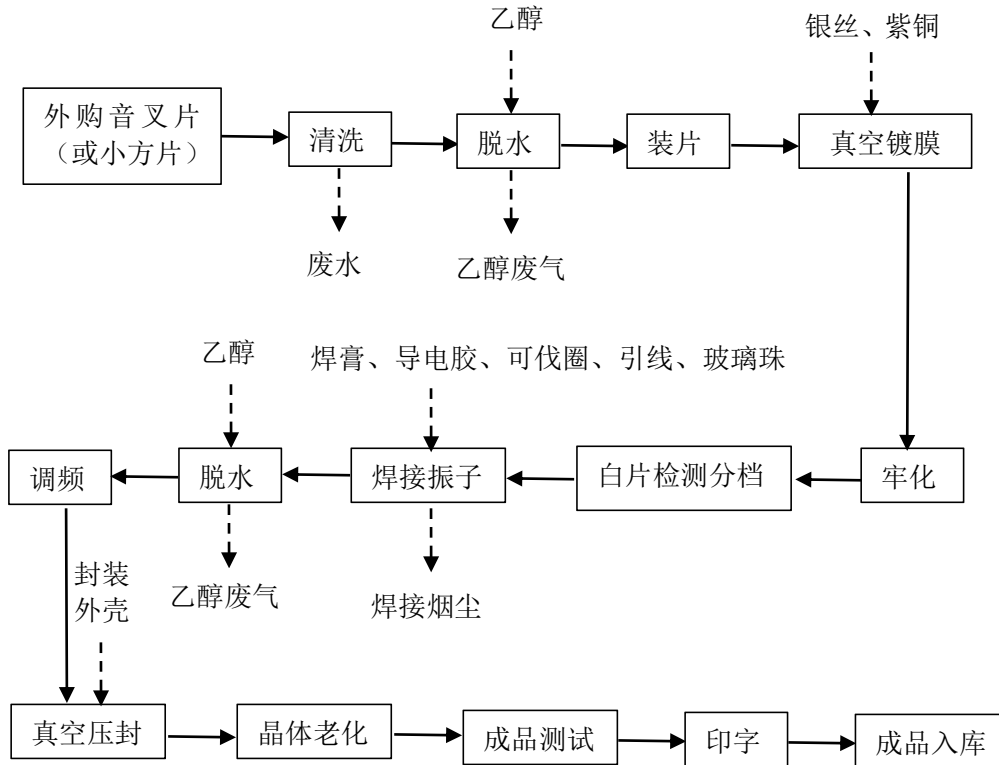 乙醇
银丝、紫铜
外购音叉片
（或小方片）
清洗
脱水
装片
真空镀膜
废水
乙醇废气
乙醇
焊膏、导电胶、可伐圈、引线、玻璃珠
调频
脱水
焊接振子
白片检测分档
牢化
封装
外壳
乙醇废气
焊接烟尘
真空压封
晶体老化
成品测试
印字
成品入库